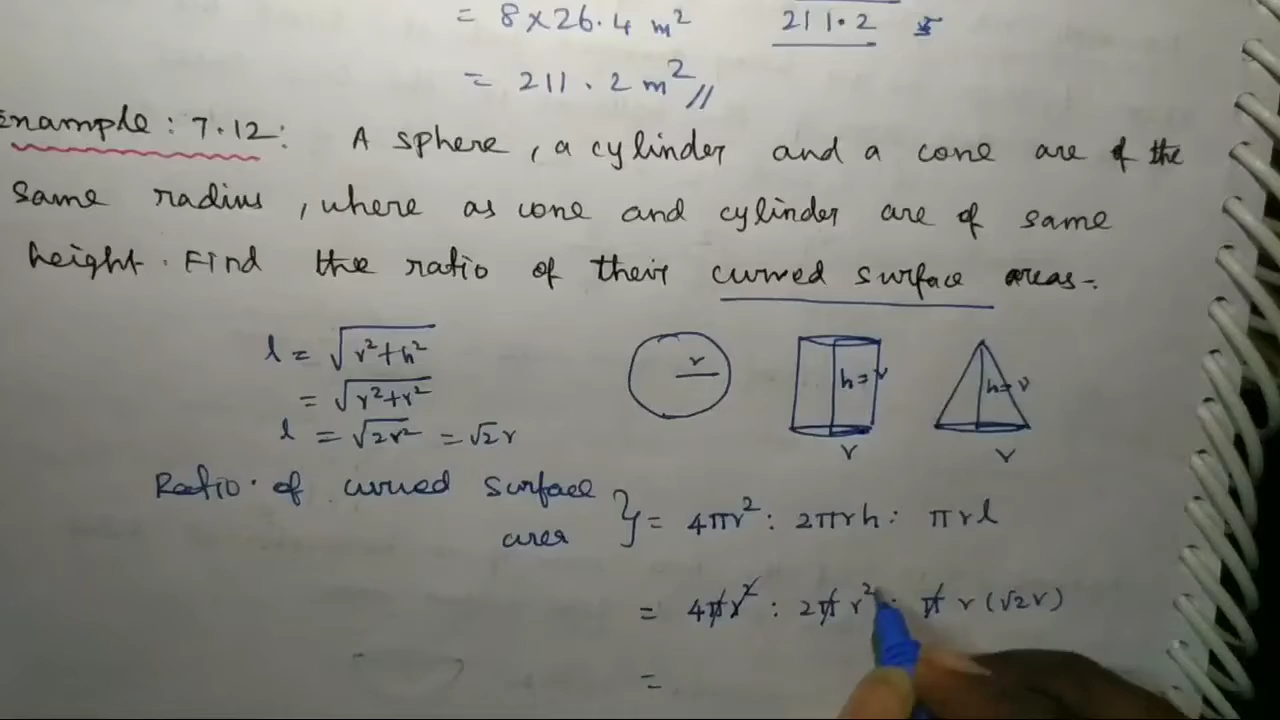 = 8×26.4 m² 211.2
= 211.2 m² //
Example: 7.12: A sphere, a cylinder and a cone are of the
same radius, where as cone and cylinder are of same
height. Find the ratio of their curved surface areas.
l = √r²+h²
= √r²+r²
l = √2r² = √2r
r
h=r
r
h=r
r
Ratio of curved surface
area } = 4πr² : 2πrh : πrl
= 4πr² : 2πr² : πr(√2r)
=